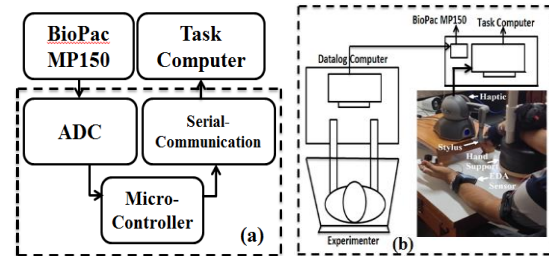 BioPac
MP150
Task
Computer
ADC
Serial-
Communication
Micro-
Controller
(a)
BioPac MP150
Task Computer
Datalog Computer
Haptic
Stylus
Hand
Support
EDA
Sensor
Experimenter
(b)